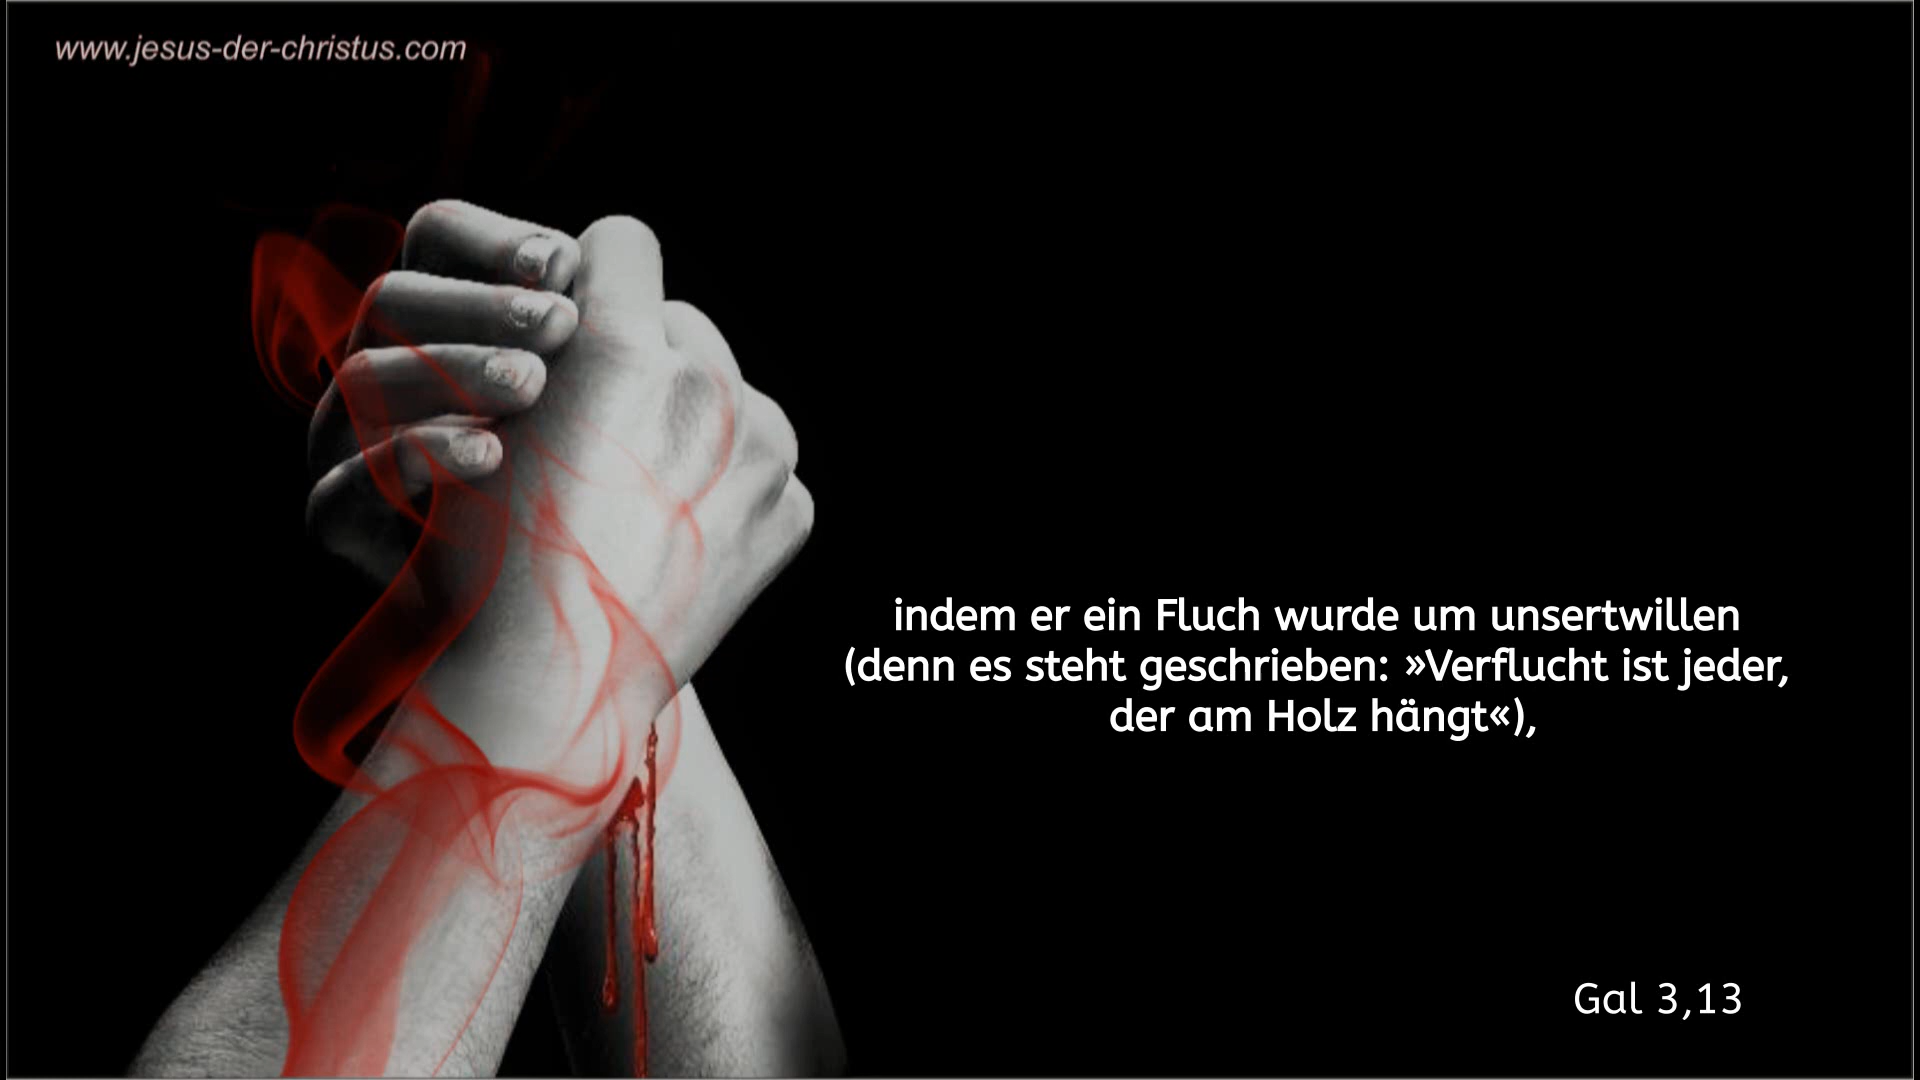 www.jesus-der-christus.com
indem er ein Fluch wurde um unsertwillen
(denn es steht geschrieben: »Verflucht ist jeder,
der am Holz hängt«),
Gal 3,13